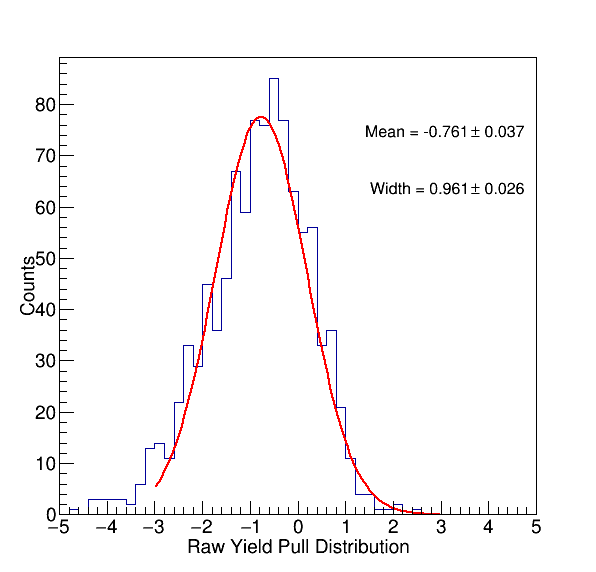 80
Mean = -0.761± 0.037
70
Width = 0.961± 0.026
60
50
Counts
40
30
20
10
0
−5 −4 −3 −2 −1 0 1 2 3 4 5
Raw Yield Pull Distribution